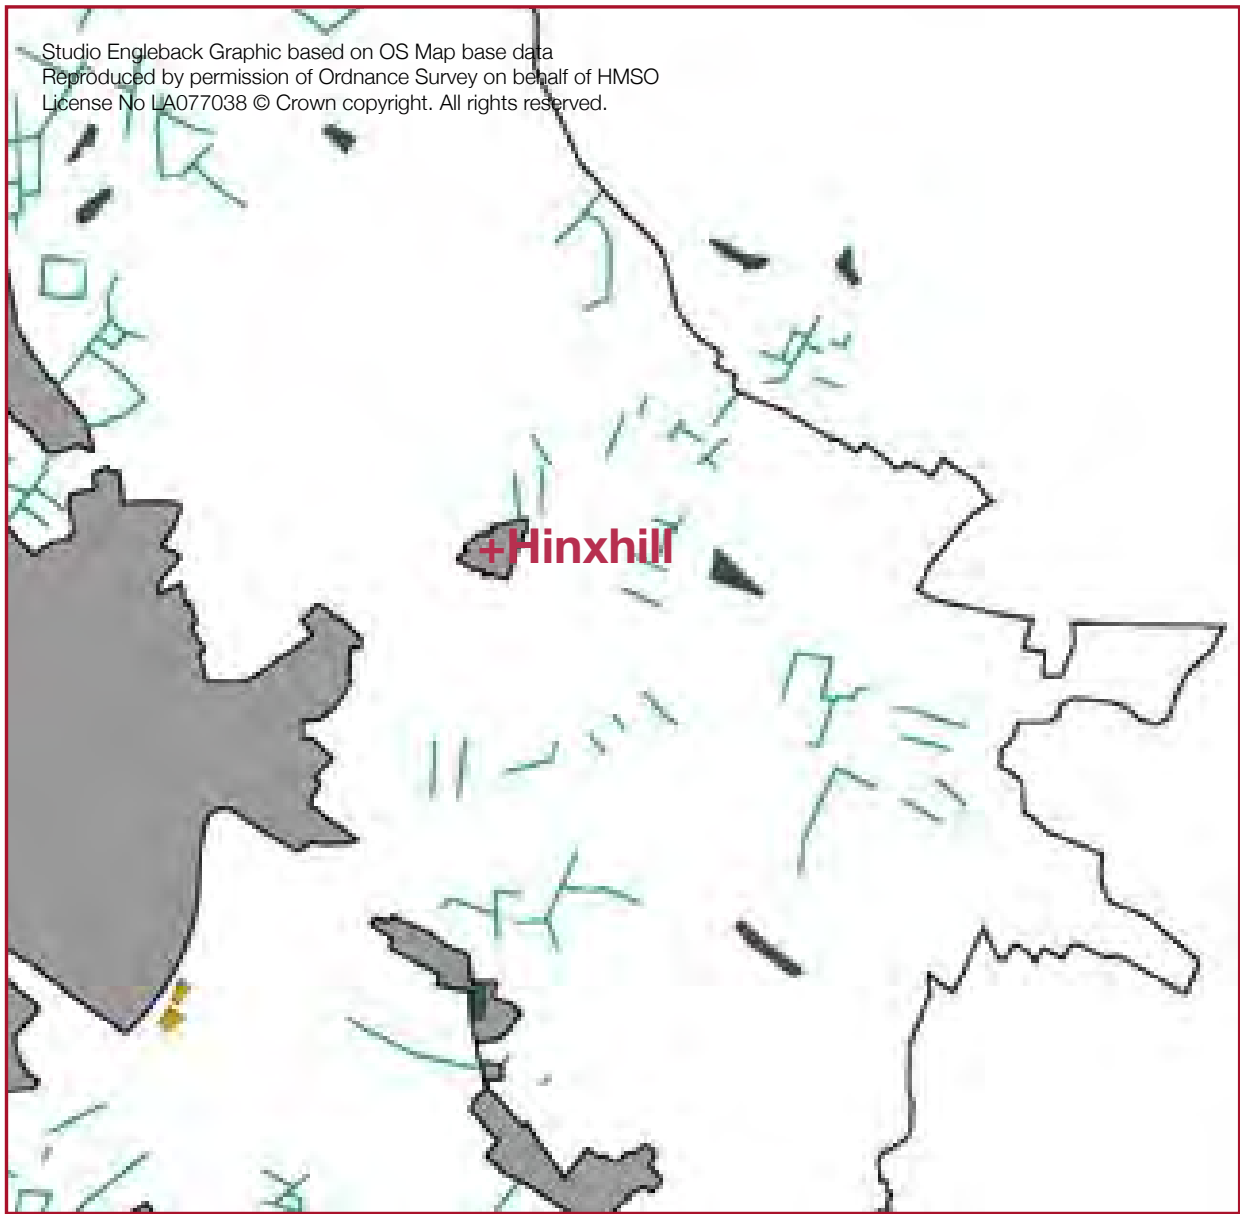 Studio Engleback Graphic based on OS Map base data
Reproduced by permission of Ordnance Survey on behalf of HMSO
License No LA077038 © Crown copyright. All rights reserved.
+Hinxhill